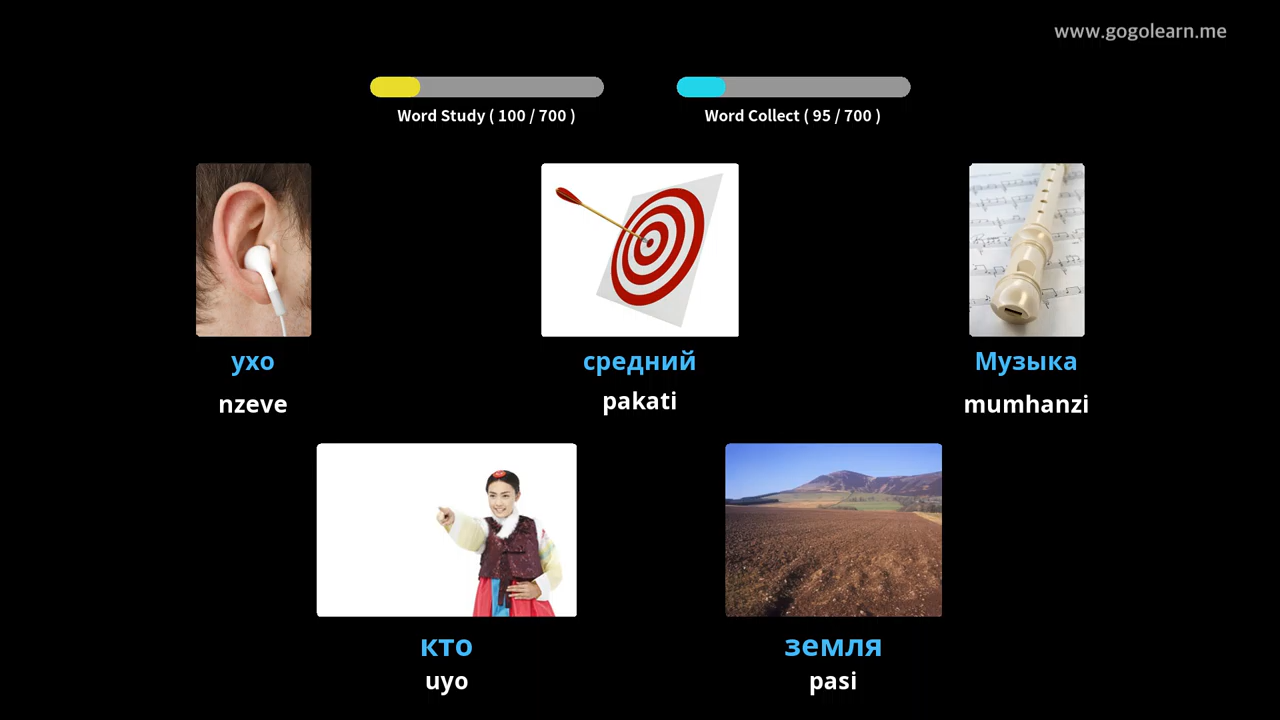 www.gogolearn.me
Word Study ( 100 / 700 )
Word Collect ( 95 / 700 )
ухо
nzeve
средний
pakati
Музыка
mumhanzi
кто
uyo
земля
pasi